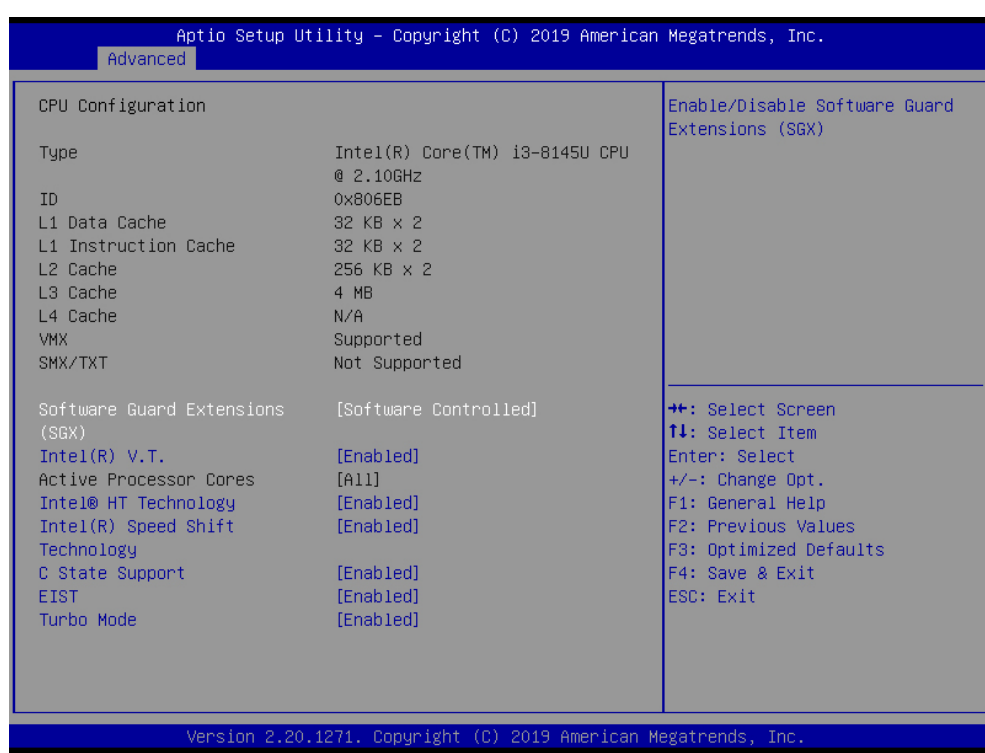 Aptio Setup Utility – Copyright (C) 2019 American Megatrends, Inc.
Advanced
CPU Configuration
Type Intel(R) Core(TM) i3-8145U CPU
@ 2.10GHz
ID 0x806EB
L1 Data Cache 32 KB x 2
L1 Instruction Cache 32 KB x 2
L2 Cache 256 KB x 2
L3 Cache 4 MB
L4 Cache N/A
VMX Supported
SMX/TXT Not Supported
Software Guard Extensions [Software Controlled]
(SGX)
Intel(R) V.T. [Enabled]
Active Processor Cores [All]
Intel® HT Technology [Enabled]
Intel(R) Speed Shift [Enabled]
Technology
C State Support [Enabled]
EIST [Enabled]
Turbo Mode [Enabled]
Enable/Disable Software Guard
Extensions (SGX)
→←: Select Screen
↑↓: Select Item
Enter: Select
+/-: Change Opt.
F1: General Help
F2: Previous Values
F3: Optimized Defaults
F4: Save & Exit
ESC: Exit
Version 2.20.1271. Copyright (C) 2019 American Megatrends, Inc.